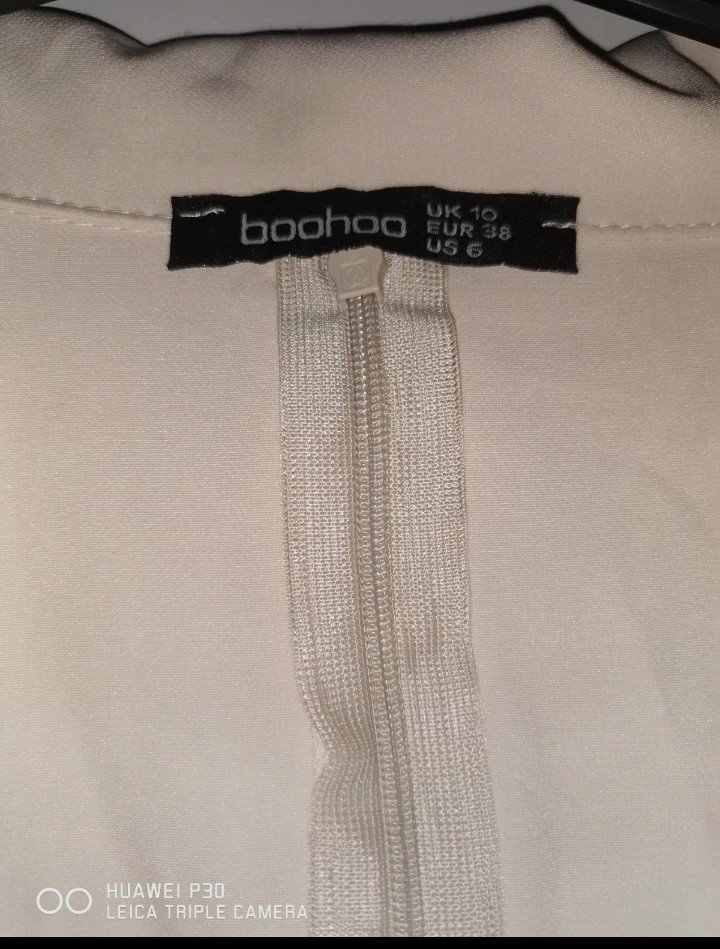 boohoo
UK 10
EUR 38
US 6
HUAWEI P30
LEICA TRIPLE CAMERA